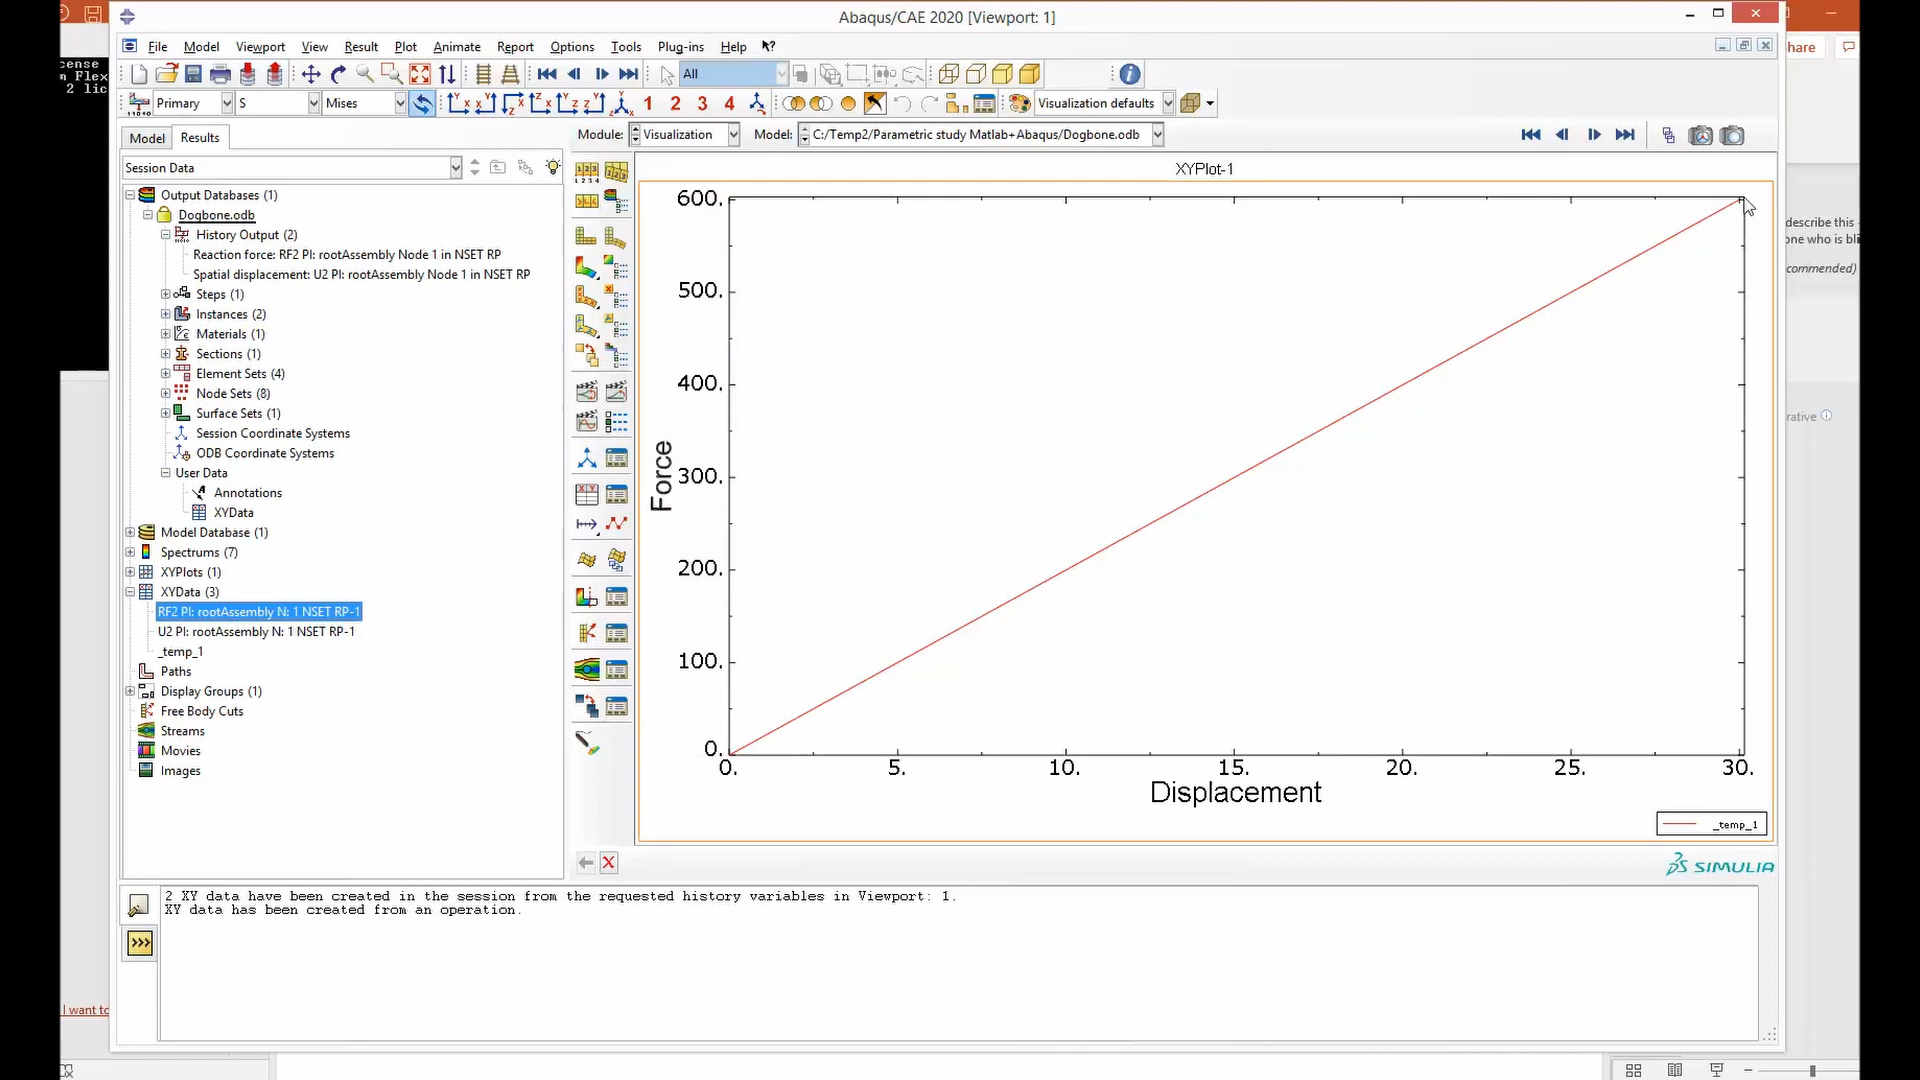 cense
n Flex
2 lic
Abaqus/CAE 2020 [Viewport: 1]
File Model Viewport View Result Plot Animate Report Options Tools Plug-ins Help
hare
All
Primary S Mises 1 2 3 4 Visualization defaults
Model Results
Module: Visualization Model: C:/Temp2/Parametric study Matlab+Abaqus/Dogbone.odb
Session Data
Output Databases (1)
Dogbone.odb
History Output (2)
Reaction force: RF2 PI: rootAssembly Node 1 in NSET RP
Spatial displacement: U2 PI: rootAssembly Node 1 in NSET RP
Steps (1)
Instances (2)
Materials (1)
Sections (1)
Element Sets (4)
Node Sets (8)
Surface Sets (1)
Session Coordinate Systems
ODB Coordinate Systems
User Data
Annotations
XYData
Model Database (1)
Spectrums (7)
XYPlots (1)
XYData (3)
RF2 PI: rootAssembly N: 1 NSET RP-1
U2 PI: rootAssembly N: 1 NSET RP-1
_temp_1
Paths
Display Groups (1)
Free Body Cuts
Streams
Movies
Images
XYPlot-1
600.
500.
400.
300.
200.
100.
0.
Force
0. 5. 10. 15. 20. 25. 30.
Displacement
_temp_1
SIMULIA
describe this
one who is bli
commended)
rative
2 XY data have been created in the session from the requested history variables in Viewport: 1.
XY data has been created from an operation.
I want to